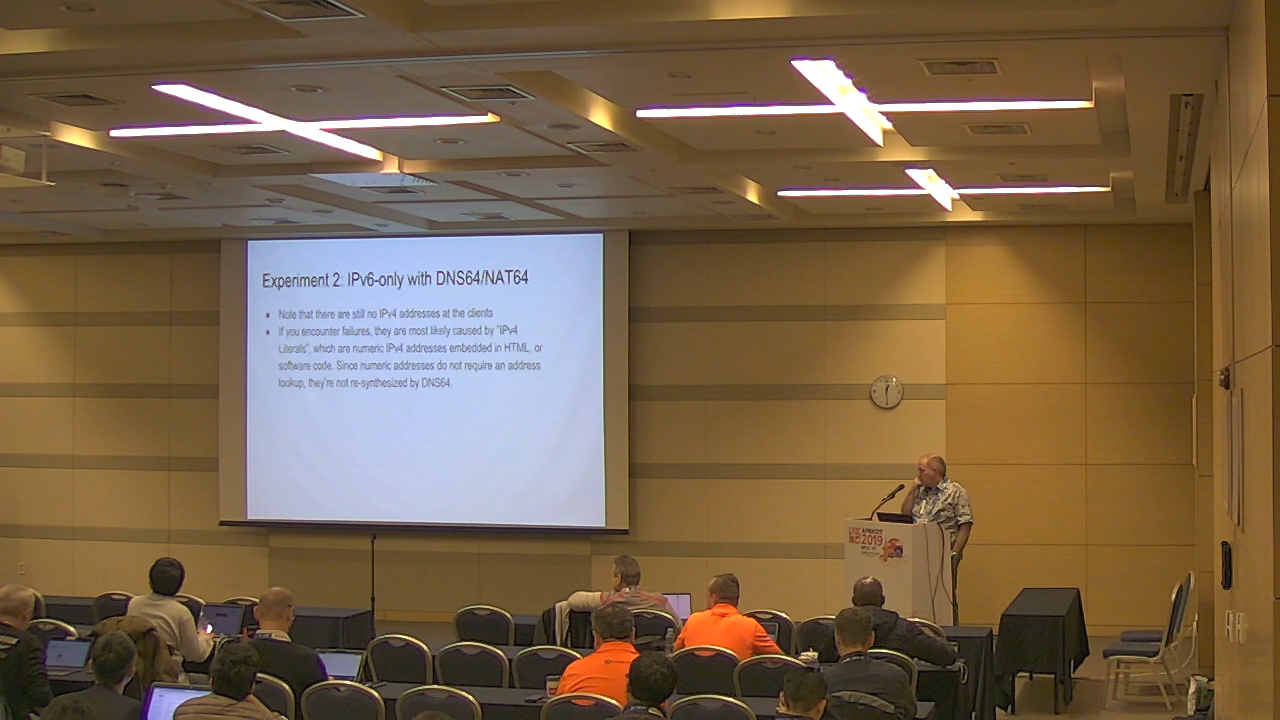 Experiment 2: IPv6-only with DNS64/NAT64
• Note that there are still no IPv4 addresses at the clients
• If you encounter failures, they are most likely caused by "IPv4
Literals", which are numeric IPv4 addresses embedded in HTML, or
software code. Since numeric addresses do not require an address
lookup, they're not re-synthesized by DNS64.
APRICOT
2019